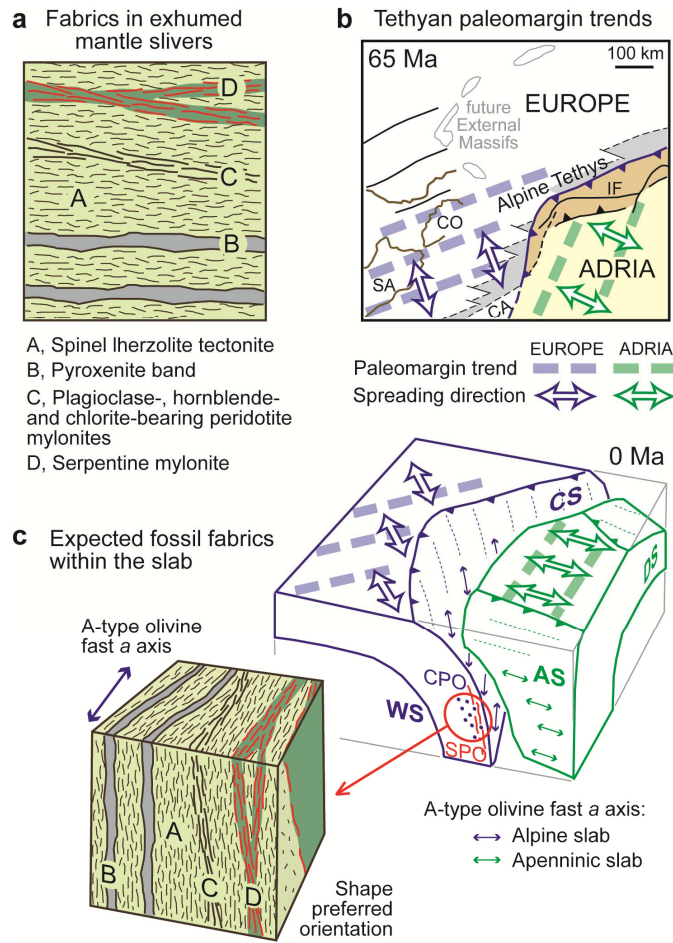 a Fabrics in exhumed
mantle slivers
D
C
A
B
A, Spinel lherzolite tectonite
B, Pyroxenite band
C, Plagioclase-, hornblende-
and chlorite-bearing peridotite
mylonites
D, Serpentine mylonite
b Tethyan paleomargin trends
65 Ma
100 km
EUROPE
future
External
Massifs
Alpine Tethys
IF
CO
ADRIA
SA
CA
EUROPE ADRIA
Paleomargin trend
Spreading direction
0 Ma
c Expected fossil fabrics
within the slab
CS
DS
A-type olivine
fast a axis
AS
CPO
WS
SPO
A
B
C
D
Shape
preferred
orientation
A-type olivine fast a axis:
Alpine slab
Apenninic slab